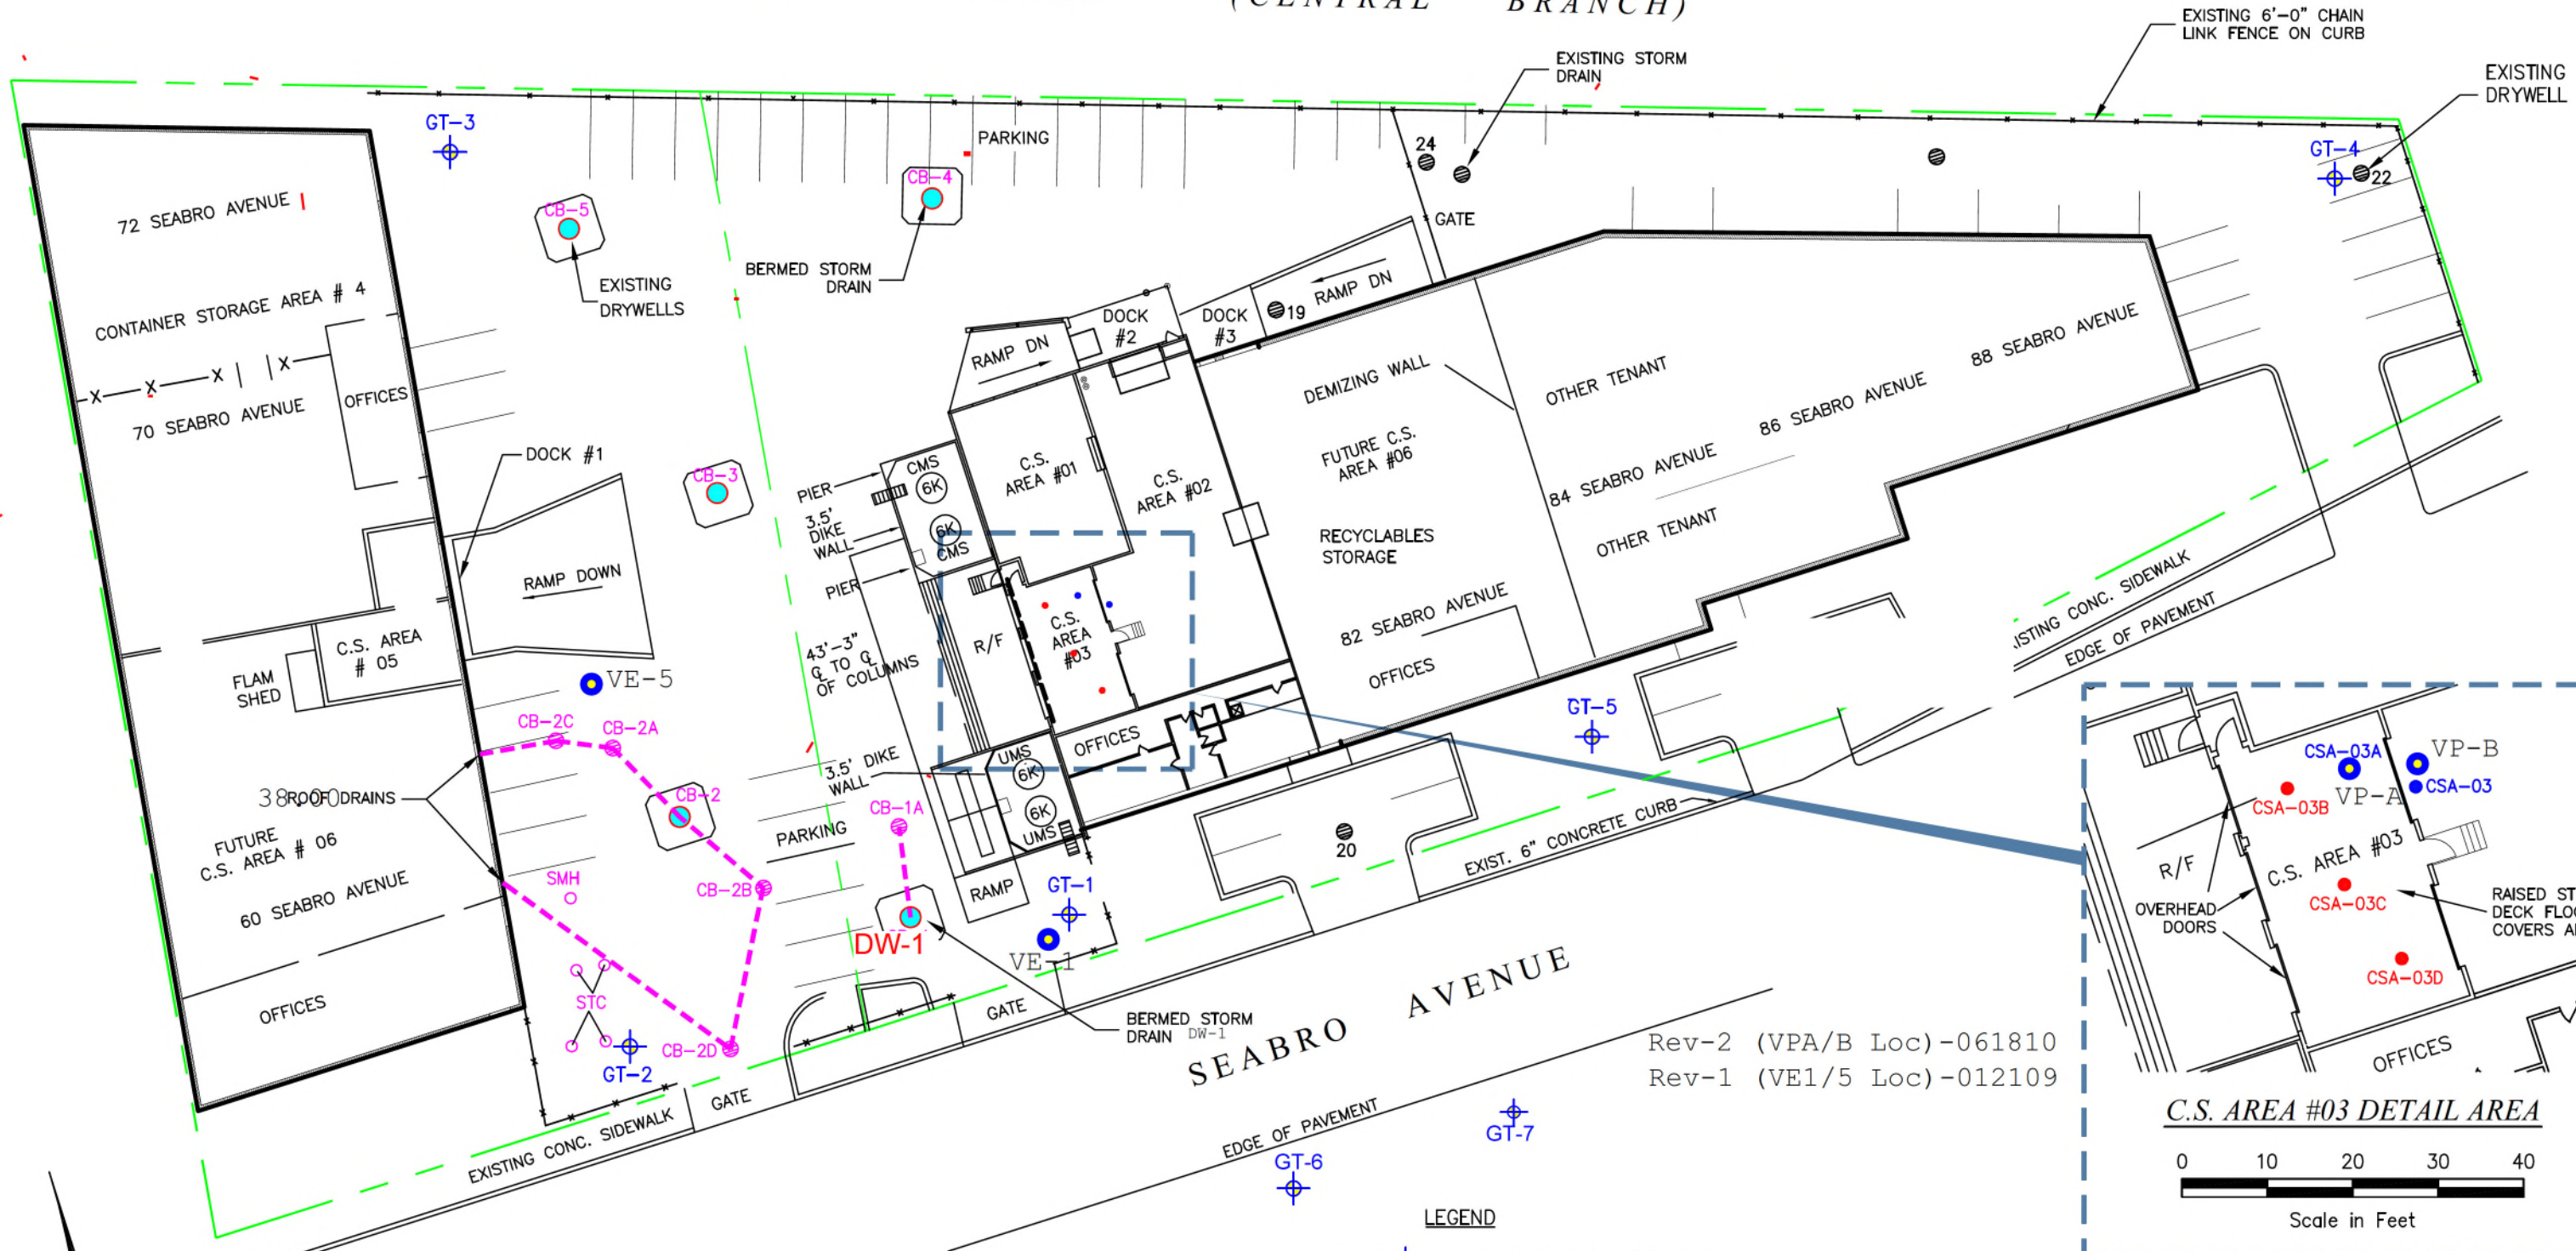 (CENTRAL BRANCH)
EXISTING 6'-0" CHAIN
LINK FENCE ON CURB
EXISTING STORM
DRAIN
EXISTING
DRYWELL
GT-3
PARKING
24
GT-4
22
CB-4
72 SEABRO AVENUE
CB-5
GATE
BERMED STORM
DRAIN
EXISTING
DRYWELLS
RAMP DN
CONTAINER STORAGE AREA # 4
DOCK
#2
DOCK
#3
19
88 SEABRO AVENUE
RAMP DN
X X X X
OFFICES
DEMIZING WALL
OTHER TENANT
70 SEABRO AVENUE
86 SEABRO AVENUE
DOCK #1
FUTURE C.S.
AREA #06
84 SEABRO AVENUE
CB-3
CMS
6K
C.S.
AREA #01
C.S.
AREA #02
PIER
3.5'
DIKE
WALL
6K
CMS
RECYCLABLES
STORAGE
OTHER TENANT
RAMP DOWN
PIER
EXISTING CONC. SIDEWALK
EDGE OF PAVEMENT
82 SEABRO AVENUE
R/F
C.S.
AREA
#03
C.S. AREA
# 05
43'-3"
℄ TO ℄
OF COLUMNS
FLAM
SHED
VE-5
OFFICES
GT-5
CB-2C
CB-2A
OFFICES
3.5' DIKE
WALL
UMS
6K
38.00
ROOF DRAINS
CB-2
CB-1A
6K
UMS
PARKING
EXIST. 6" CONCRETE CURB
20
FUTURE
C.S. AREA # 06
SMH
CB-2B
RAMP
GT-1
60 SEABRO AVENUE
DW-1
VE-1
STC
OFFICES
GATE
BERMED STORM
DRAIN DW-1
SEABRO AVENUE
CB-2D
GT-2
GATE
EXISTING CONC. SIDEWALK
EDGE OF PAVEMENT
GT-7
GT-6
LEGEND
Rev-2 (VPA/B Loc)-061810
Rev-1 (VE1/5 Loc)-012109
CSA-03A
VP-B
CSA-03
VP-A
CSA-03B
R/F
C.S. AREA #03
CSA-03C
OVERHEAD
DOORS
RAISED ST
DECK FLOO
COVERS A
CSA-03D
OFFICES
C.S. AREA #03 DETAIL AREA
0 10 20 30 40
Scale in Feet